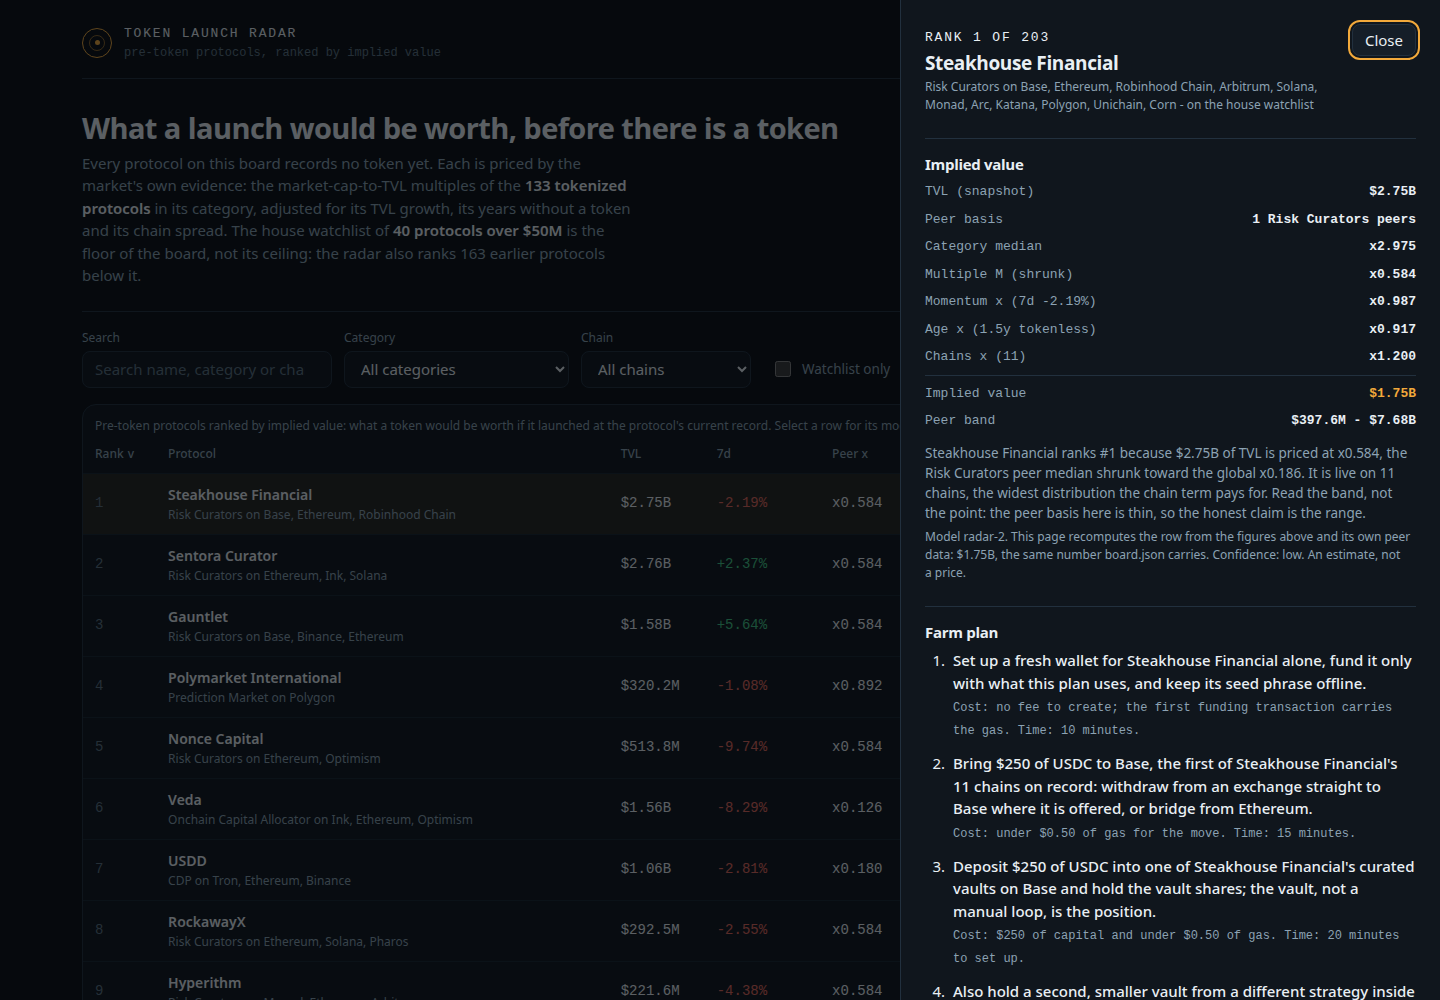 TOKEN LAUNCH RADAR
pre-token protocols, ranked by implied value
What a launch would be worth, before there is a token
Every protocol on this board records no token yet. Each is priced by the
market's own evidence: the market-cap-to-TVL multiples of the 133 tokenized
protocols in its category, adjusted for its TVL growth, its years without a token
and its chain spread. The house watchlist of 40 protocols over $50M is the
floor of the board, not its ceiling: the radar also ranks 163 earlier protocols
below it.
Search Category Chain
Search name, category or cha All categories All chains Watchlist only
Pre-token protocols ranked by implied value: what a token would be worth if it launched at the protocol's current record. Select a row for its mo
Rank v Protocol TVL 7d Peer x
1 Steakhouse Financial $2.75B -2.19% x0.584
Risk Curators on Base, Ethereum, Robinhood Chain
2 Sentora Curator $2.76B +2.37% x0.584
Risk Curators on Ethereum, Ink, Solana
3 Gauntlet $1.58B +5.64% x0.584
Risk Curators on Base, Binance, Ethereum
4 Polymarket International $320.2M -1.08% x0.892
Prediction Market on Polygon
5 Nonce Capital $513.8M -9.74% x0.584
Risk Curators on Ethereum, Optimism
6 Veda $1.56B -8.29% x0.126
Onchain Capital Allocator on Ink, Ethereum, Optimism
7 USDD $1.06B -2.81% x0.180
CDP on Tron, Ethereum, Binance
8 RockawayX $292.5M -2.55% x0.584
Risk Curators on Ethereum, Solana, Pharos
9 Hyperithm $221.6M -4.38% x0.584
RANK 1 OF 203
Close
Steakhouse Financial
Risk Curators on Base, Ethereum, Robinhood Chain, Arbitrum, Solana,
Monad, Arc, Katana, Polygon, Unichain, Corn - on the house watchlist
Implied value
TVL (snapshot) $2.75B
Peer basis 1 Risk Curators peers
Category median x2.975
Multiple M (shrunk) x0.584
Momentum x (7d -2.19%) x0.987
Age x (1.5y tokenless) x0.917
Chains x (11) x1.200
Implied value $1.75B
Peer band $397.6M - $7.68B
Steakhouse Financial ranks #1 because $2.75B of TVL is priced at x0.584, the
Risk Curators peer median shrunk toward the global x0.186. It is live on 11
chains, the widest distribution the chain term pays for. Read the band, not
the point: the peer basis here is thin, so the honest claim is the range.
Model radar-2. This page recomputes the row from the figures above and its own peer
data: $1.75B, the same number board.json carries. Confidence: low. An estimate, not
a price.
Farm plan
1. Set up a fresh wallet for Steakhouse Financial alone, fund it only
with what this plan uses, and keep its seed phrase offline.
Cost: no fee to create; the first funding transaction carries
the gas. Time: 10 minutes.
2. Bring $250 of USDC to Base, the first of Steakhouse Financial's
11 chains on record: withdraw from an exchange straight to
Base where it is offered, or bridge from Ethereum.
Cost: under $0.50 of gas for the move. Time: 15 minutes.
3. Deposit $250 of USDC into one of Steakhouse Financial's curated
vaults on Base and hold the vault shares; the vault, not a
manual loop, is the position.
Cost: $250 of capital and under $0.50 of gas. Time: 20 minutes
to set up.
4. Also hold a second, smaller vault from a different strategy inside